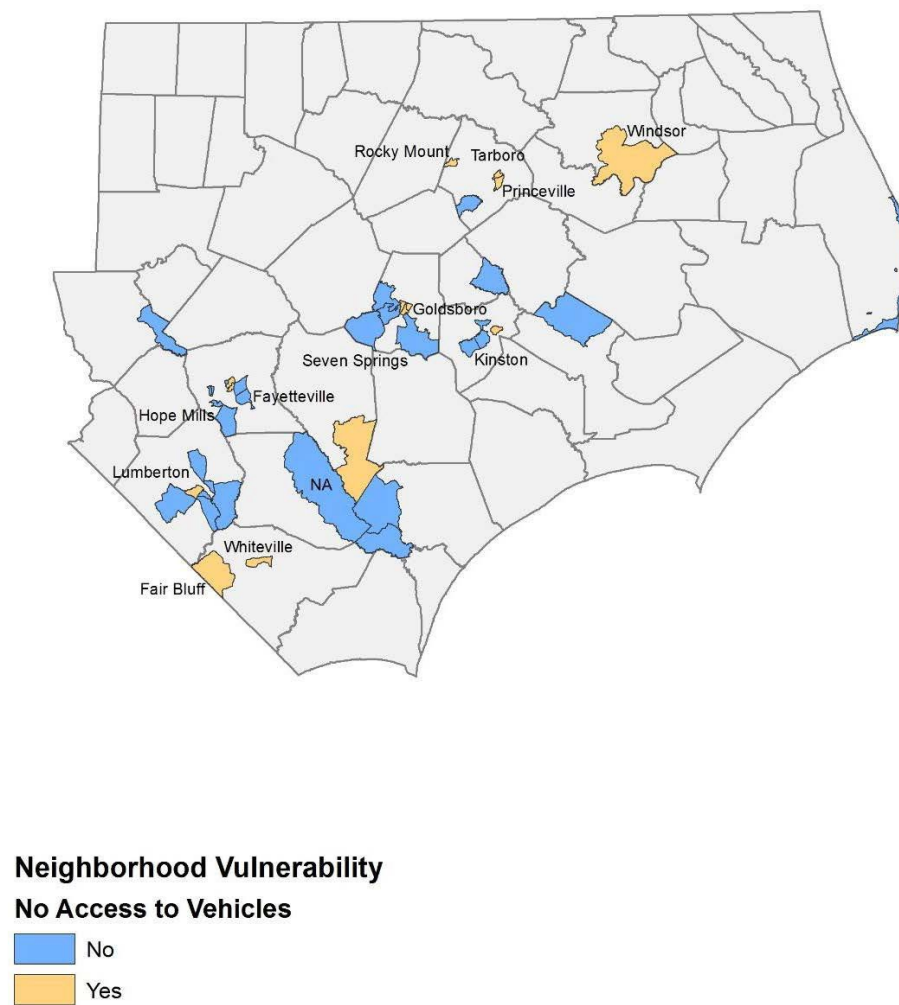 Windsor
Rocky Mount
Tarboro
Princeville
Goldsboro
Seven Springs
Kinston
Fayetteville
Hope Mills
Lumberton
NA
Whiteville
Fair Bluff
Neighborhood Vulnerability
No Access to Vehicles
No
Yes